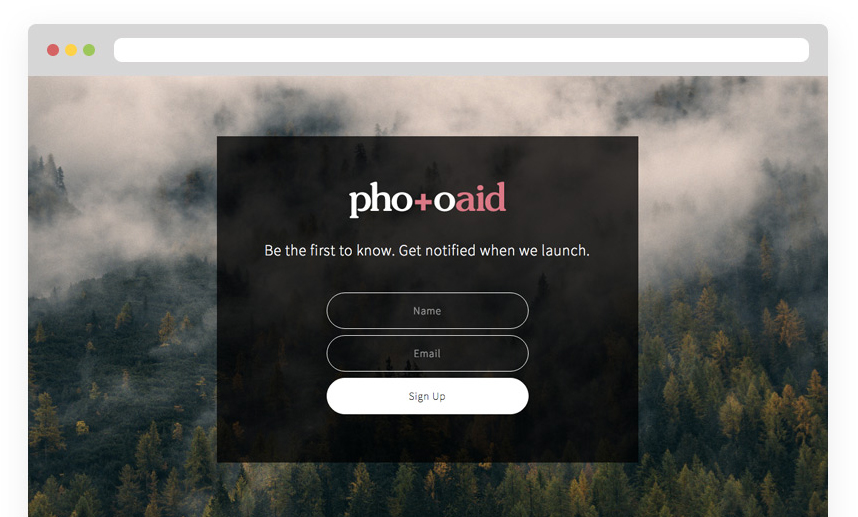 pho+oaid
Be the first to know. Get notified when we launch.
Name
Email
Sign Up